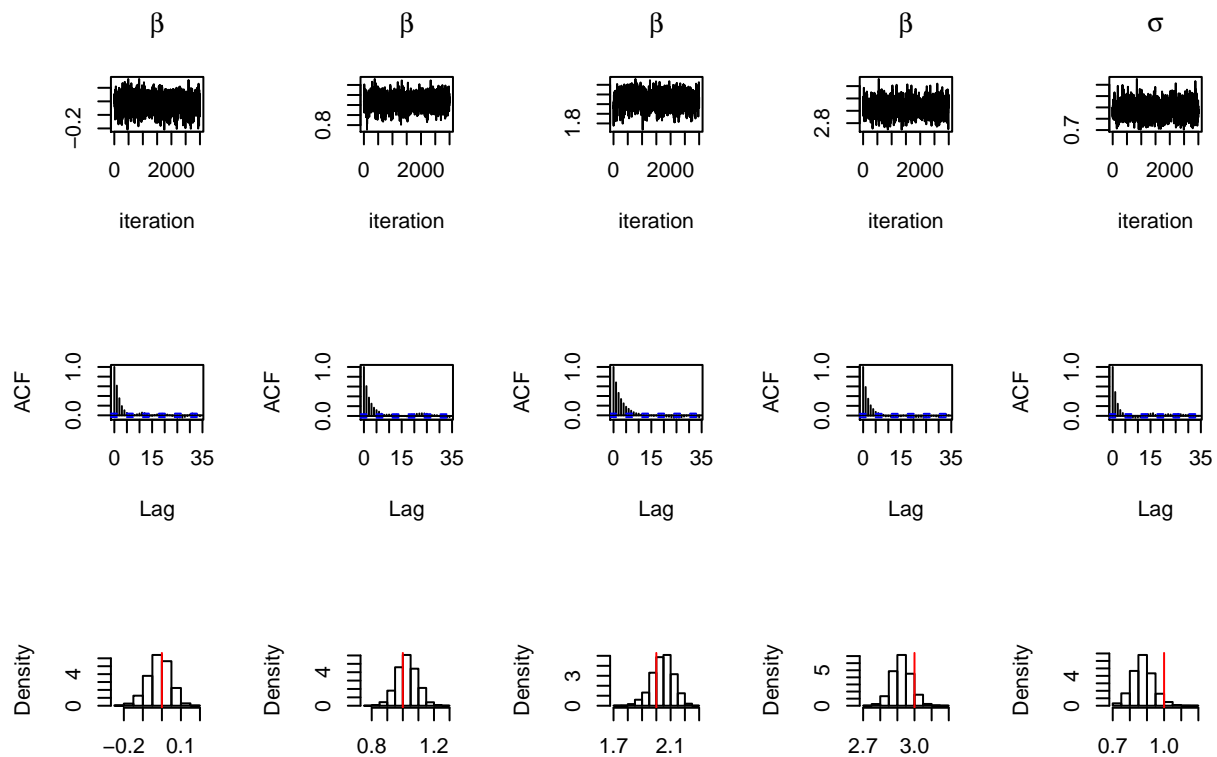 β β β β σ
−0.2 0.8 1.8 2.8 0.7
0 2000 0 2000 0 2000 0 2000 0 2000
iteration iteration iteration iteration iteration
ACF 0.0 1.0 ACF 0.0 1.0 ACF 0.0 1.0 ACF 0.0 1.0 ACF 0.0 1.0
0 15 35 0 15 35 0 15 35 0 15 35 0 15 35
Lag Lag Lag Lag Lag
Density 0 4 Density 0 4 Density 0 3 Density 0 5 Density 0 4
−0.2 0.1 0.8 1.2 1.7 2.1 2.7 3.0 0.7 1.0